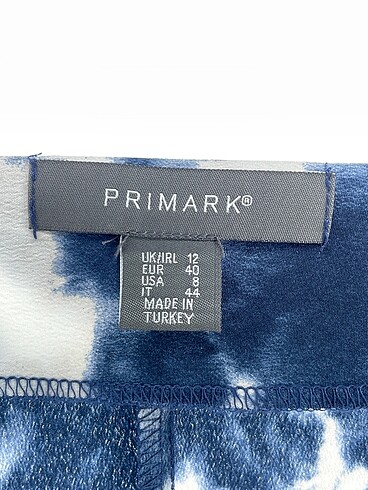 PRIMARK®
UK/IRL 12
EUR 40
USA 8
IT 44
MADE IN
TURKEY